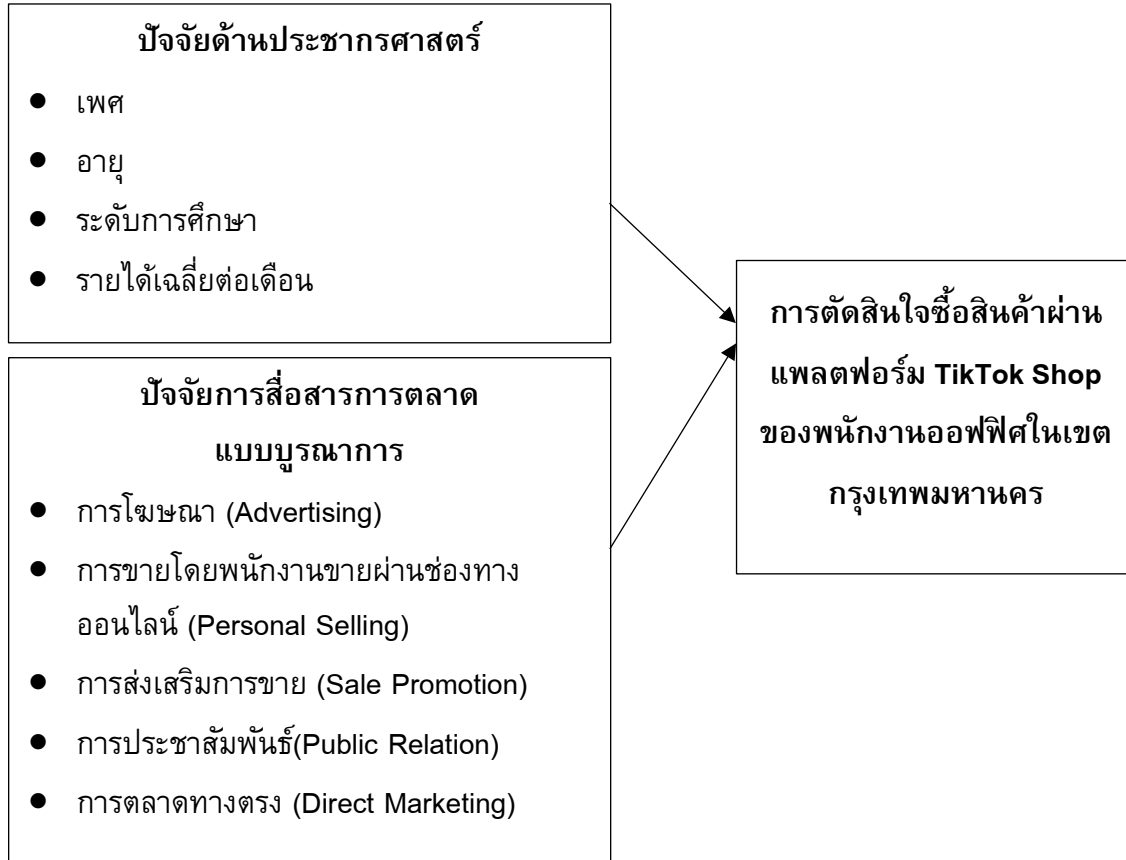 ปัจจัยด้านประชากรศาสตร์
● เพศ
● อายุ
● ระดับการศึกษา
● รายได้เฉลี่ยต่อเดือน
ปัจจัยการสื่อสารการตลาด
แบบบูรณาการ
● การโฆษณา (Advertising)
● การขายโดยพนักงานขายผ่านช่องทาง
ออนไลน์ (Personal Selling)
● การส่งเสริมการขาย (Sale Promotion)
● การประชาสัมพันธ์(Public Relation)
● การตลาดทางตรง (Direct Marketing)
การตัดสินใจซื้อสินค้าผ่าน
แพลตฟอร์ม TikTok Shop
ของพนักงานออฟฟิศในเขต
กรุงเทพมหานคร